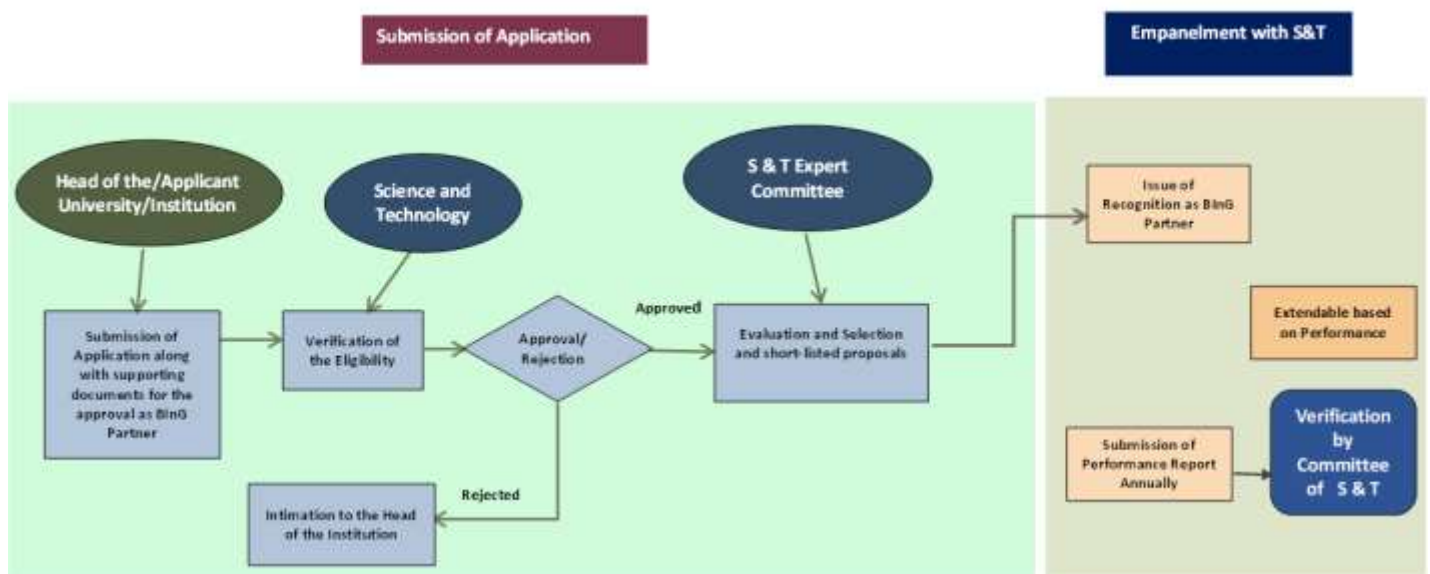 Submission of Application
Empanelment with S&T
Head of the/Applicant
University/Institution
Science and
Technology
S & T Expert
Committee
Issue of
Recognition as BInG
Partner
Submission of
Application along
with supporting
documents for the
approval as BInG
Partner
Verification of
the Eligibility
Approval/
Rejection
Approved
Evaluation and Selection
and short-listed proposals
Extendable based
on Performance
Rejected
Intimation to the Head
of the Institution
Submission of
Performance Report
Annually
Verification
by
Committee
of S & T